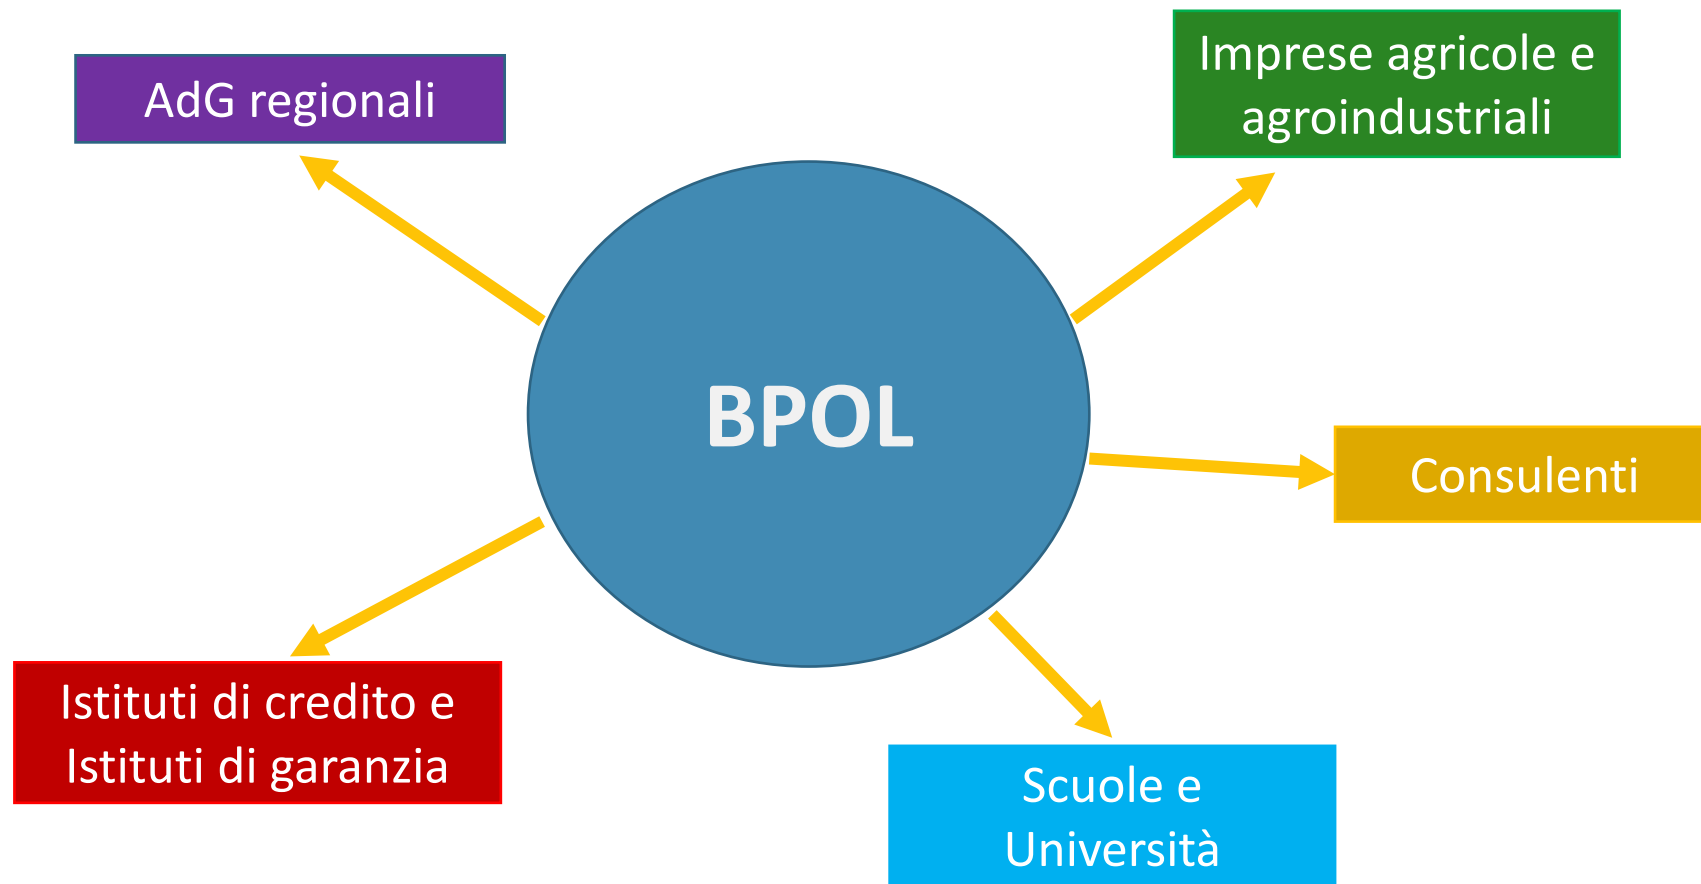 AdG regionali
Imprese agricole e
agroindustriali
BPOL
Consulenti
Istituti di credito e
Istituti di garanzia
Scuole e
Università